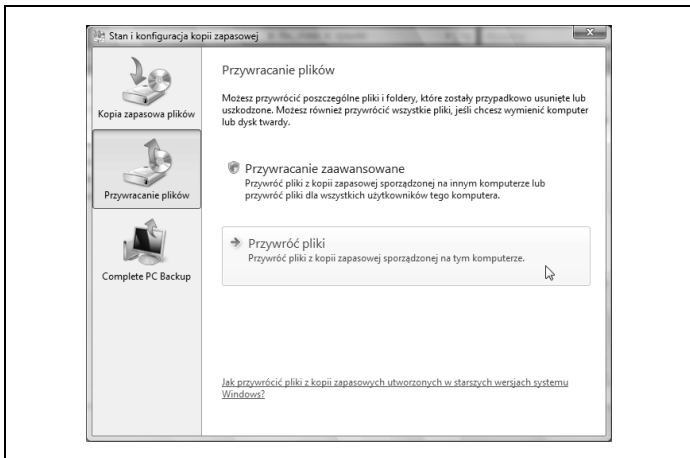 Stan i konfiguracja kopii zapasowej
Kopia zapasowa plików
Przywracanie plików
Complete PC Backup
Przywracanie plików
Możesz przywrócić poszczególne pliki i foldery, które zostały przypadkowo usunięte lub
uszkodzone. Możesz również przywrócić wszystkie pliki, jeśli chcesz wymienić komputer
lub dysk twardy.
Przywracanie zaawansowane
Przywróć pliki z kopii zapasowej sporządzonej na innym komputerze lub
przywróć pliki dla wszystkich użytkowników tego komputera.
Przywróć pliki
Przywróć pliki z kopii zapasowej sporządzonej na tym komputerze.
Jak przywrócić pliki z kopii zapasowych utworzonych w starszych wersjach systemu
Windows?